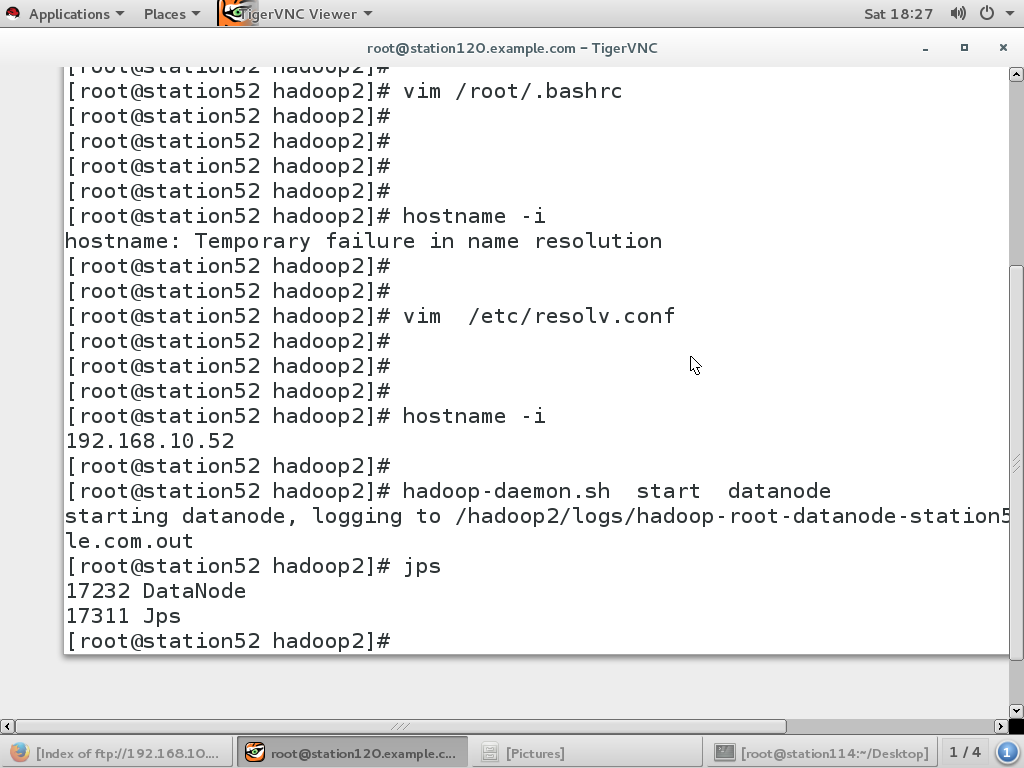 Applications Places TigerVNC Viewer Sat 18:27
root@station120.example.com – TigerVNC
[root@station52 hadoop2]#
[root@station52 hadoop2]# vim /root/.bashrc
[root@station52 hadoop2]#
[root@station52 hadoop2]#
[root@station52 hadoop2]#
[root@station52 hadoop2]#
[root@station52 hadoop2]# hostname -i
hostname: Temporary failure in name resolution
[root@station52 hadoop2]#
[root@station52 hadoop2]#
[root@station52 hadoop2]# vim  /etc/resolv.conf
[root@station52 hadoop2]#
[root@station52 hadoop2]#
[root@station52 hadoop2]#
[root@station52 hadoop2]# hostname -i
192.168.10.52
[root@station52 hadoop2]#
[root@station52 hadoop2]# hadoop-daemon.sh  start  datanode
starting datanode, logging to /hadoop2/logs/hadoop-root-datanode-station5
le.com.out
[root@station52 hadoop2]# jps
17232 DataNode
17311 Jps
[root@station52 hadoop2]#
[Index of ftp://192.168.10.... root@station120.example.c... [Pictures] [root@station114:~/Desktop] 1 / 4 1